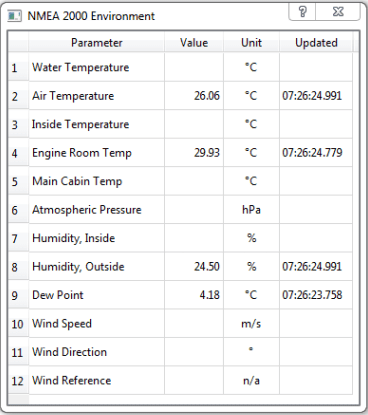 NMEA 2000 Environment
Parameter Value Unit Updated
1 Water Temperature °C
2 Air Temperature 26.06 °C 07:26:24.991
3 Inside Temperature °C
4 Engine Room Temp 29.93 °C 07:26:24.779
5 Main Cabin Temp °C
6 Atmospheric Pressure hPa
7 Humidity, Inside %
8 Humidity, Outside 24.50 % 07:26:24.991
9 Dew Point 4.18 °C 07:26:23.758
10 Wind Speed m/s
11 Wind Direction °
12 Wind Reference n/a